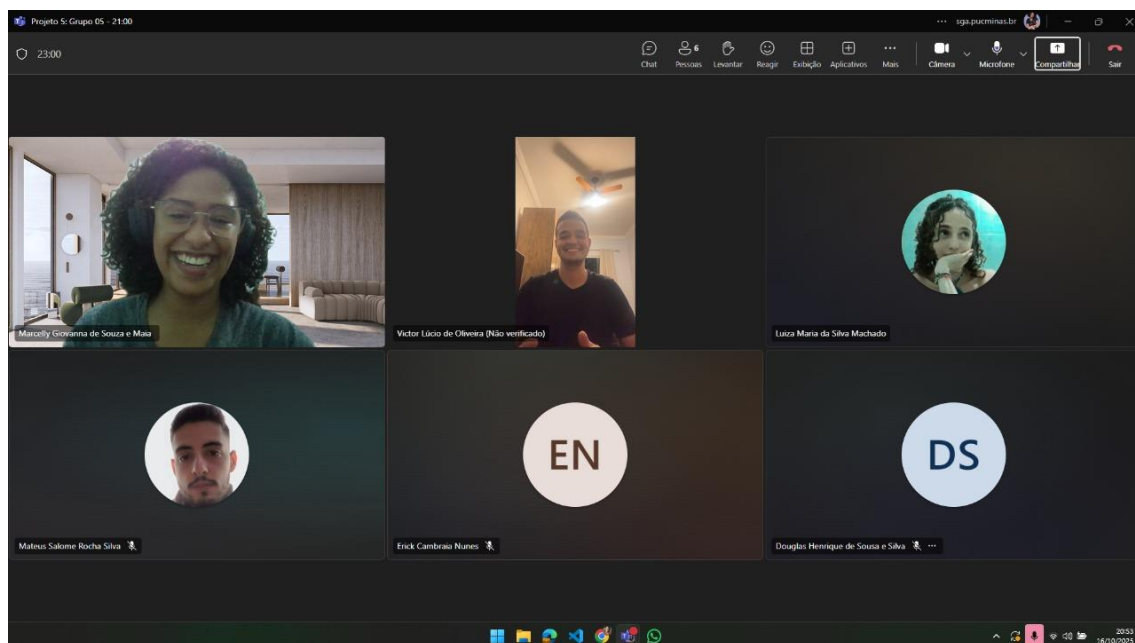 Projeto 5: Grupo 05 - 21:00
sga.pucminas.br
23:00
6
Chat Pessoas Levantar Reagir Exibição Aplicativos Mais Câmera Microfone Compartilhar Sair
Marcelly Giovanna de Souza e Maia
Victor Lúcio de Oliveira (Não verificado)
Luiza Maria da Silva Machado
EN
DS
Mateus Salome Rocha Silva
Erick Cambraia Nunes
Douglas Henrique de Sousa e Silva
20:53
16/10/2025